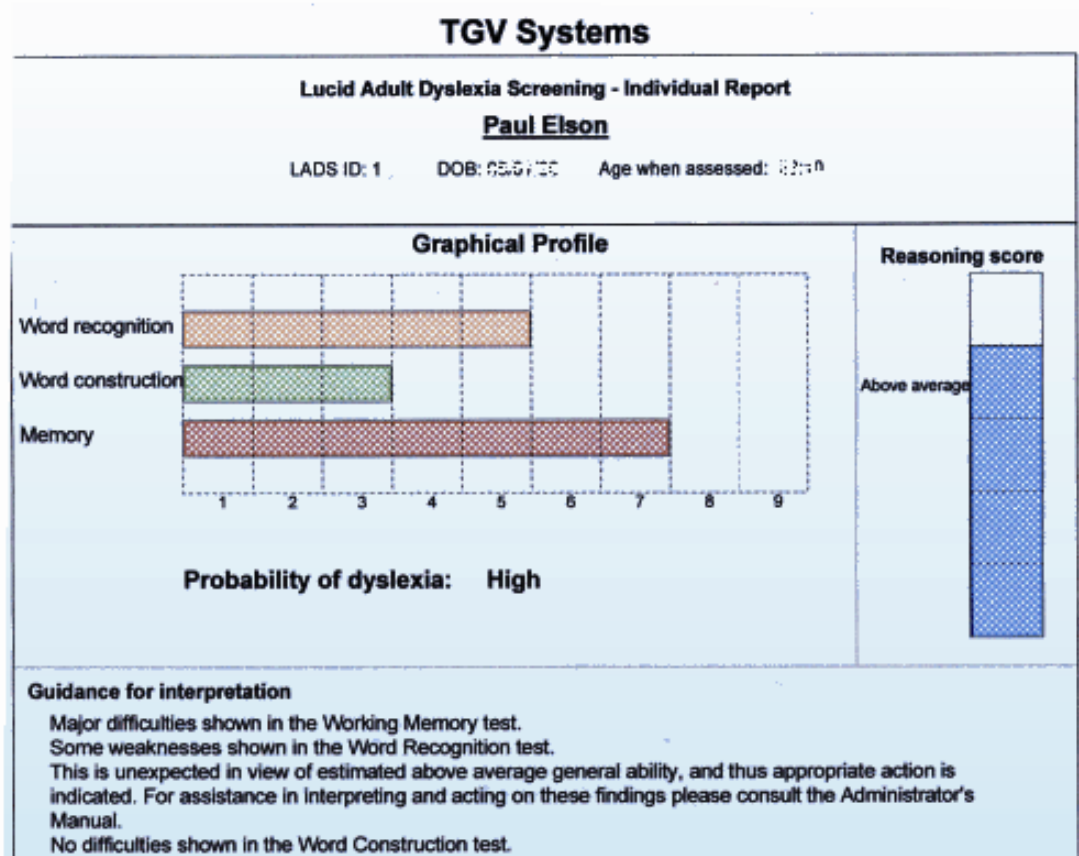 TGV Systems
Lucid Adult Dyslexia Screening - Individual Report
Paul Elson
LADS ID: 1 DOB: Age when assessed:
Graphical Profile
Reasoning score
Word recognition
Word construction
Above average
Memory
1 2 3 4 5 6 7 8 9
Probability of dyslexia: High
Guidance for interpretation
Major difficulties shown in the Working Memory test.
Some weaknesses shown in the Word Recognition test.
This is unexpected in view of estimated above average general ability, and thus appropriate action is
indicated. For assistance in interpreting and acting on these findings please consult the Administrator's
Manual.
No difficulties shown in the Word Construction test.